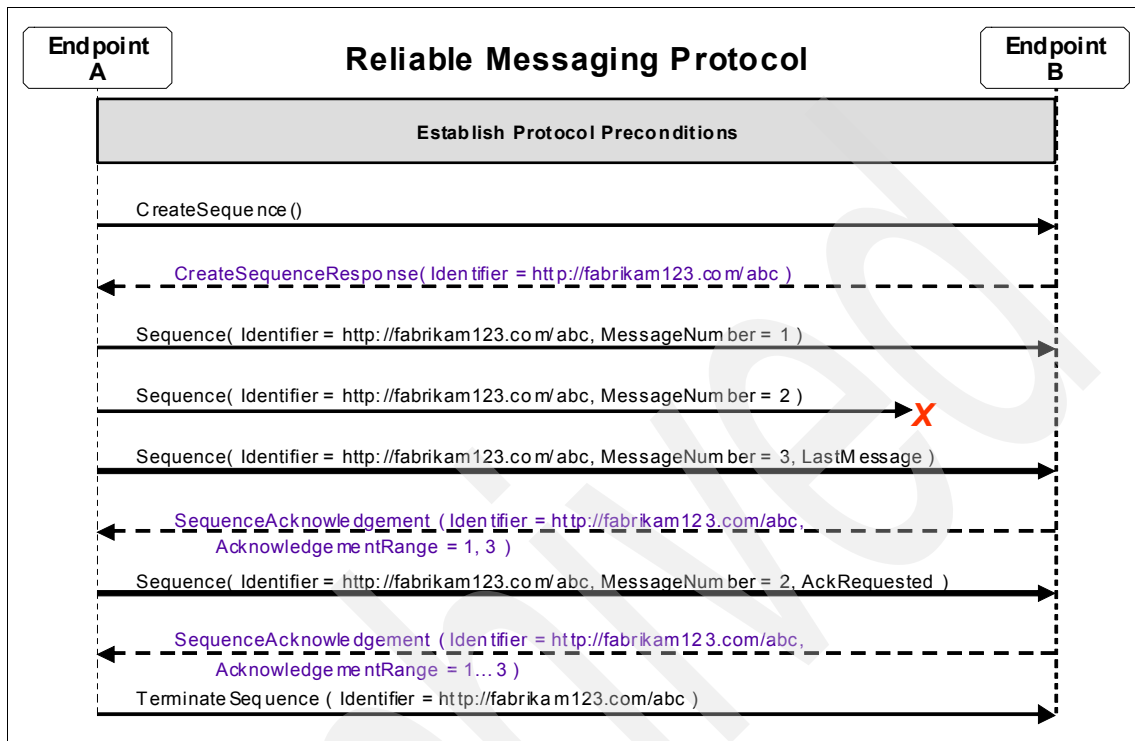 Endpoint
A
Reliable Messaging Protocol
Endpoint
B
Establish Protocol Preconditions
CreateSequence()
CreateSequenceResponse( Identifier = http://fabrikam123.com/abc )
Sequence( Identifier = http://fabrikam123.com/abc, MessageNumber = 1 )
Sequence( Identifier = http://fabrikam123.com/abc, MessageNumber = 2 )
X
Sequence( Identifier = http://fabrikam123.com/abc, MessageNumber = 3, LastMessage )
SequenceAcknowledgement ( Identifier = http://fabrikam123.com/abc,
AcknowledgementRange = 1, 3 )
Sequence( Identifier = http://fabrikam123.com/abc, MessageNumber = 2, AckRequested )
SequenceAcknowledgement ( Identifier = http://fabrikam123.com/abc,
AcknowledgementRange = 1... 3 )
TerminateSequence ( Identifier = http://fabrikam123.com/abc )